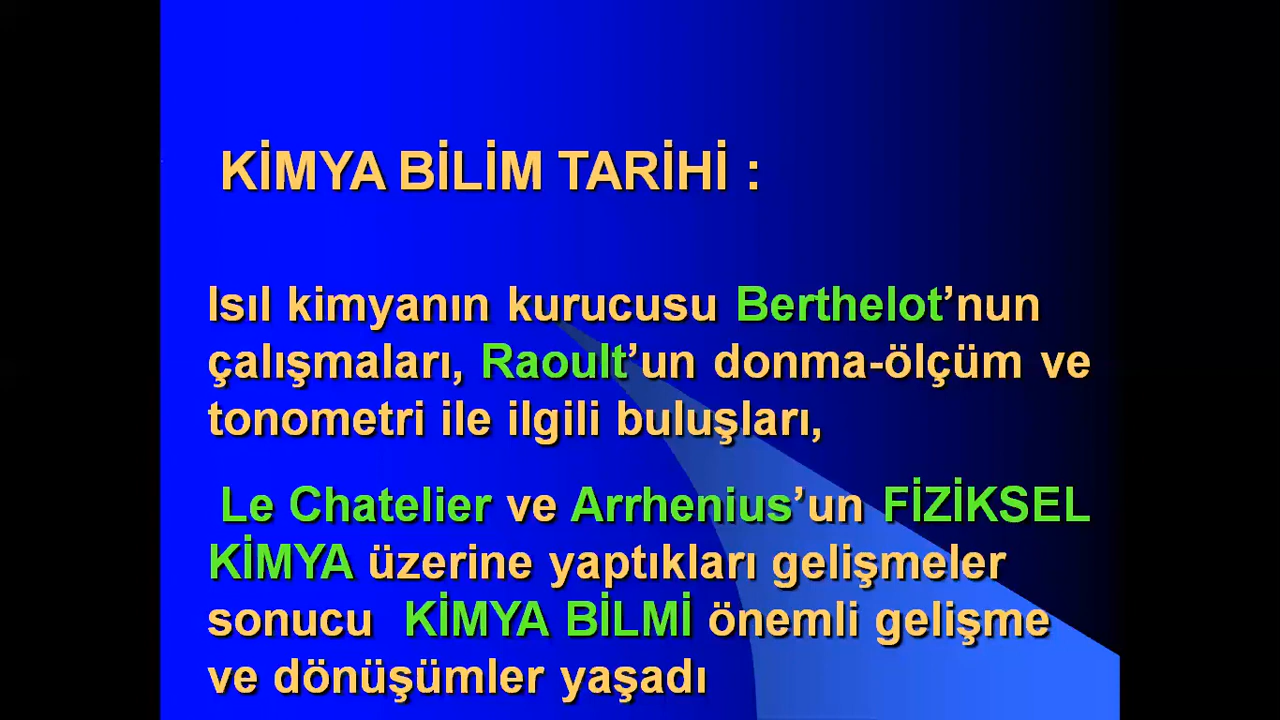 KİMYA BİLİM TARİHİ :
Isıl kimyanın kurucusu Berthelot’nun
çalışmaları, Raoult’un donma-ölçüm ve
tonometri ile ilgili buluşları,
Le Chatelier ve Arrhenius’un FİZİKSEL
KİMYA üzerine yaptıkları gelişmeler
sonucu KİMYA BİLMİ önemli gelişme
ve dönüşümler yaşadı